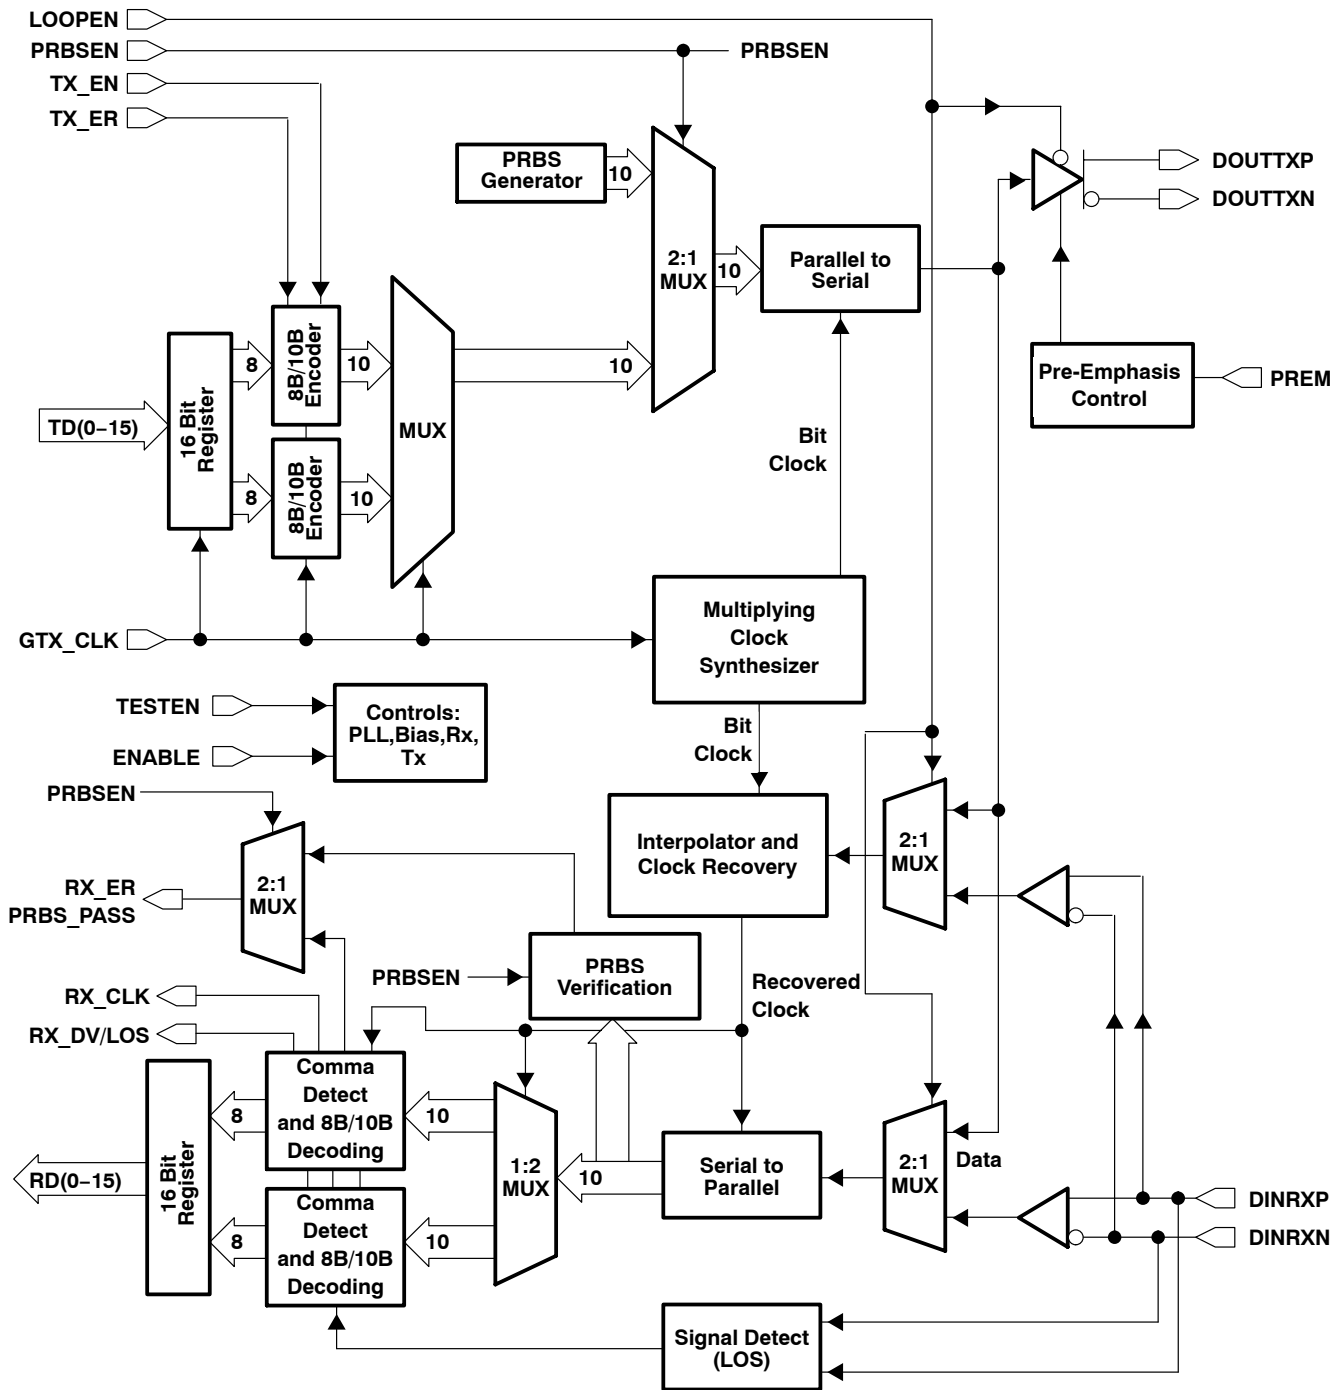 LOOPEN
PRBSEN
PRBSEN
TX_EN
TX_ER
PRBS
Generator
10
DOUTTXP
DOUTTXN
2:1
MUX
10
Parallel to
Serial
8B/10B
Encoder
8
10
10
16 Bit
Register
TD(0−15)
MUX
Pre-Emphasis
Control
PREM
Bit
Clock
8B/10B
Encoder
8
10
GTX_CLK
Multiplying
Clock
Synthesizer
TESTEN
ENABLE
Controls:
PLL,Bias,Rx,
Tx
Bit
Clock
PRBSEN
2:1
MUX
RX_ER
PRBS_PASS
Interpolator and
Clock Recovery
2:1
MUX
PRBSEN
PRBS
Verification
Recovered
Clock
RX_CLK
RX_DV/LOS
Comma
Detect
and 8B/10B
Decoding
8
10
16 Bit
Register
RD(0−15)
1:2
MUX
10
Serial to
Parallel
2:1
MUX
Data
DINRXP
DINRXN
Comma
Detect
and 8B/10B
Decoding
8
10
Signal Detect
(LOS)